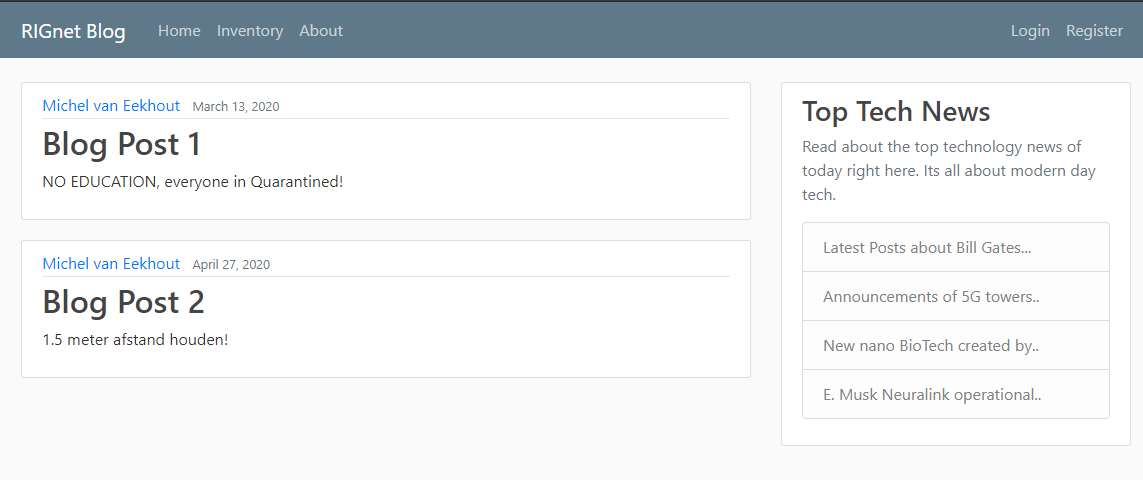 RIGnet Blog Home Inventory About Login Register
Michel van Eekhout March 13, 2020
Blog Post 1
NO EDUCATION, everyone in Quarantined!
Michel van Eekhout April 27, 2020
Blog Post 2
1.5 meter afstand houden!
Top Tech News
Read about the top technology news of
today right here. Its all about modern day
tech.
Latest Posts about Bill Gates...
Announcements of 5G towers..
New nano BioTech created by..
E. Musk Neuralink operational..